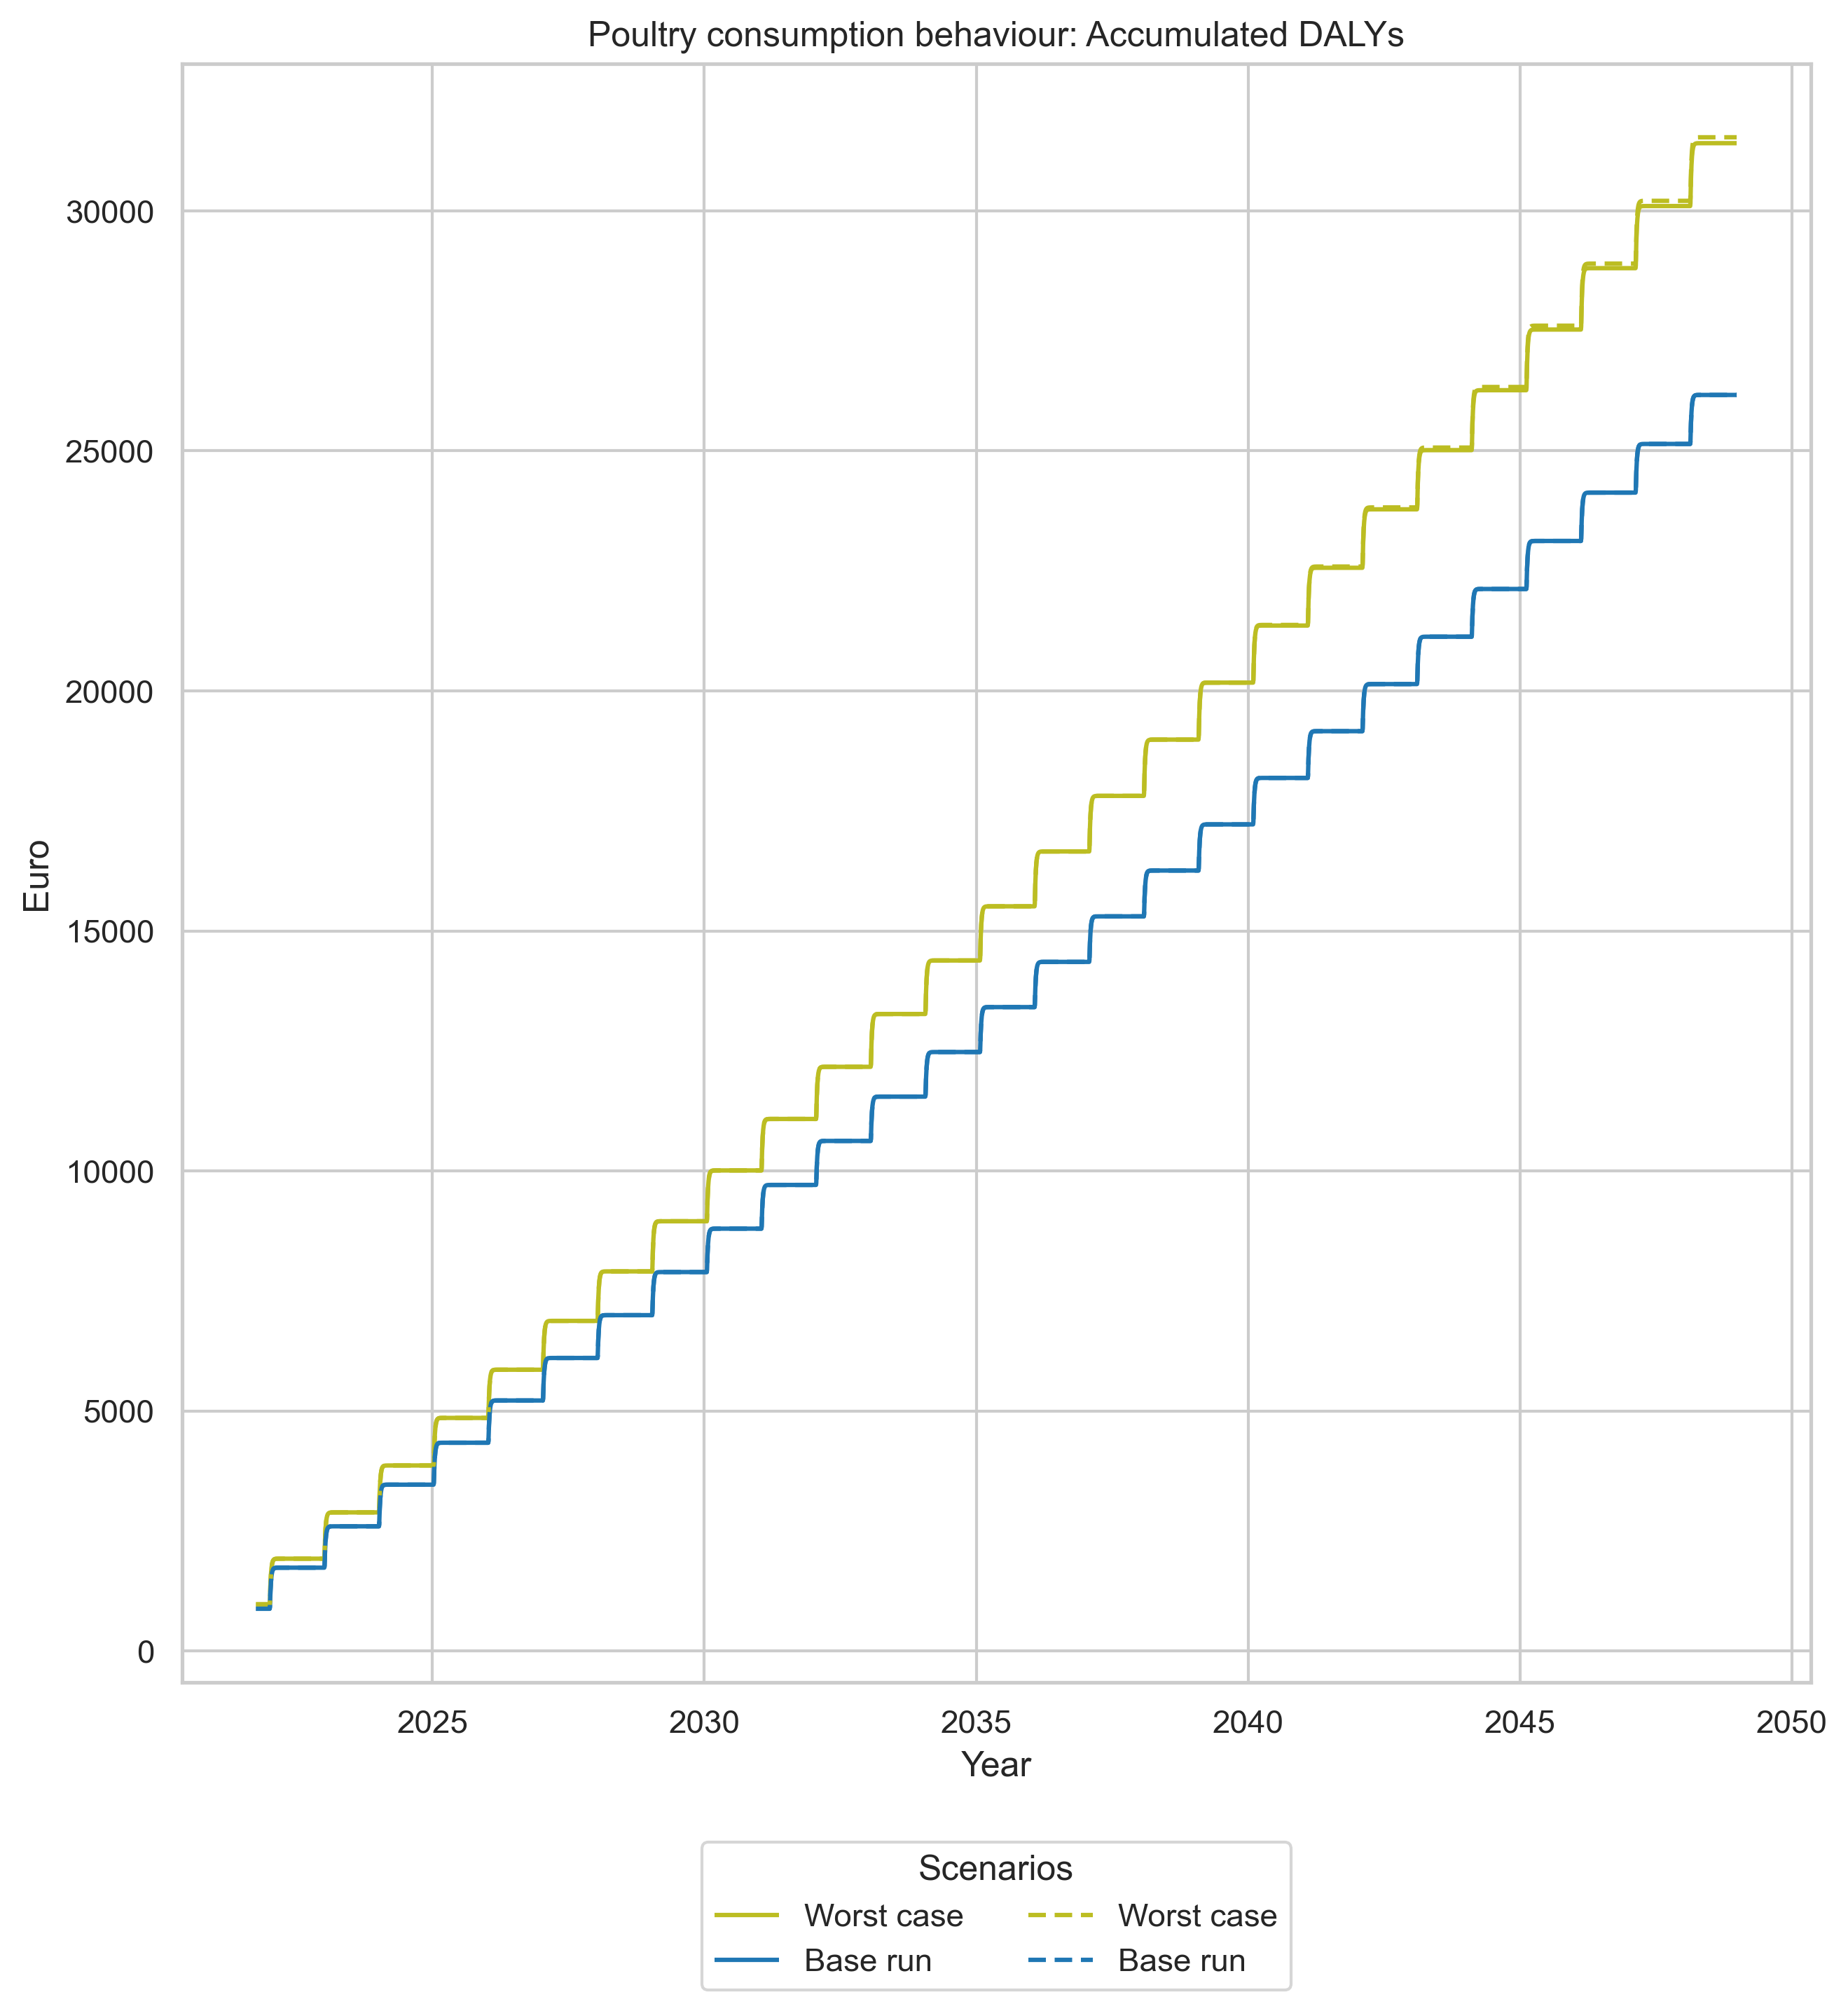 Poultry consumption behaviour: Accumulated DALYs
30000
25000
20000
15000
10000
5000
0
Euro
2025 2030 2035 2040 2045 2050
Year
Scenarios
Worst case Worst case
Base run Base run